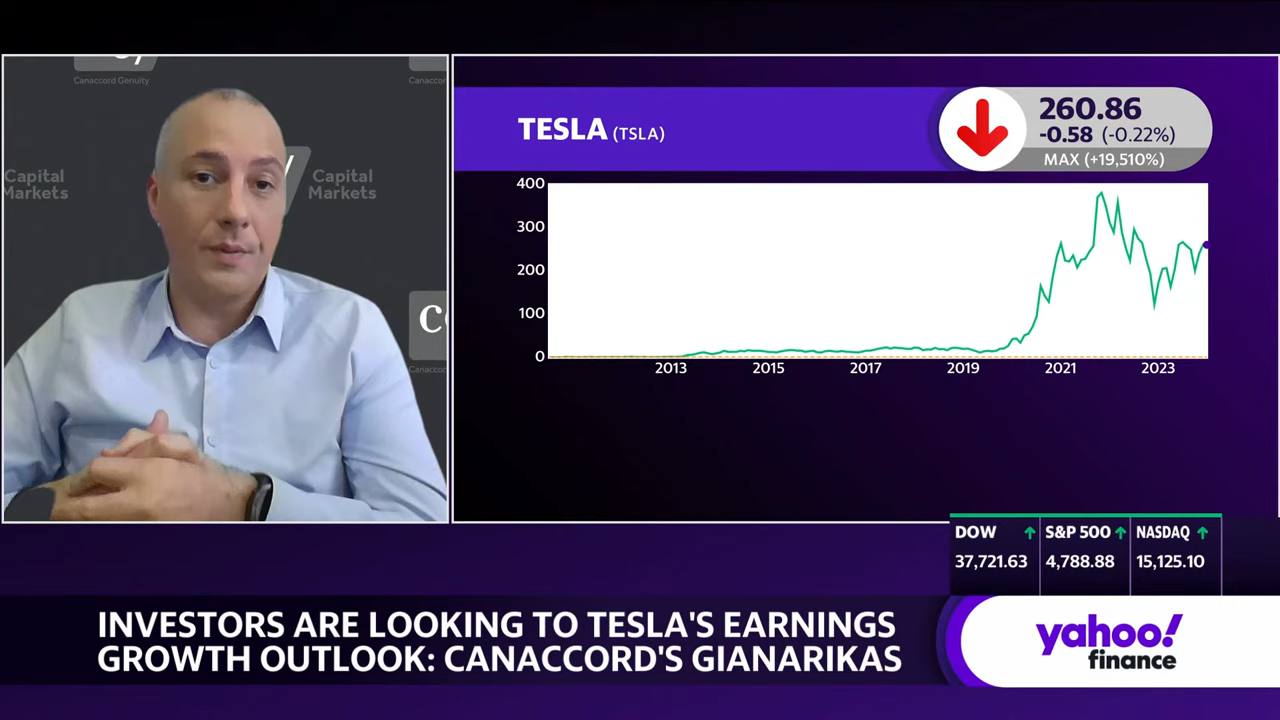 Canaccord Genuity
Capital
Markets
Capital
Markets
TESLA (TSLA)
260.86
-0.58 (-0.22%)
MAX (+19,510%)
400
300
200
100
0
2013 2015 2017 2019 2021 2023
DOW S&P 500 NASDAQ
37,721.63 4,788.88 15,125.10
INVESTORS ARE LOOKING TO TESLA'S EARNINGS
GROWTH OUTLOOK: CANACCORD'S GIANARIKAS
yahoo!
finance